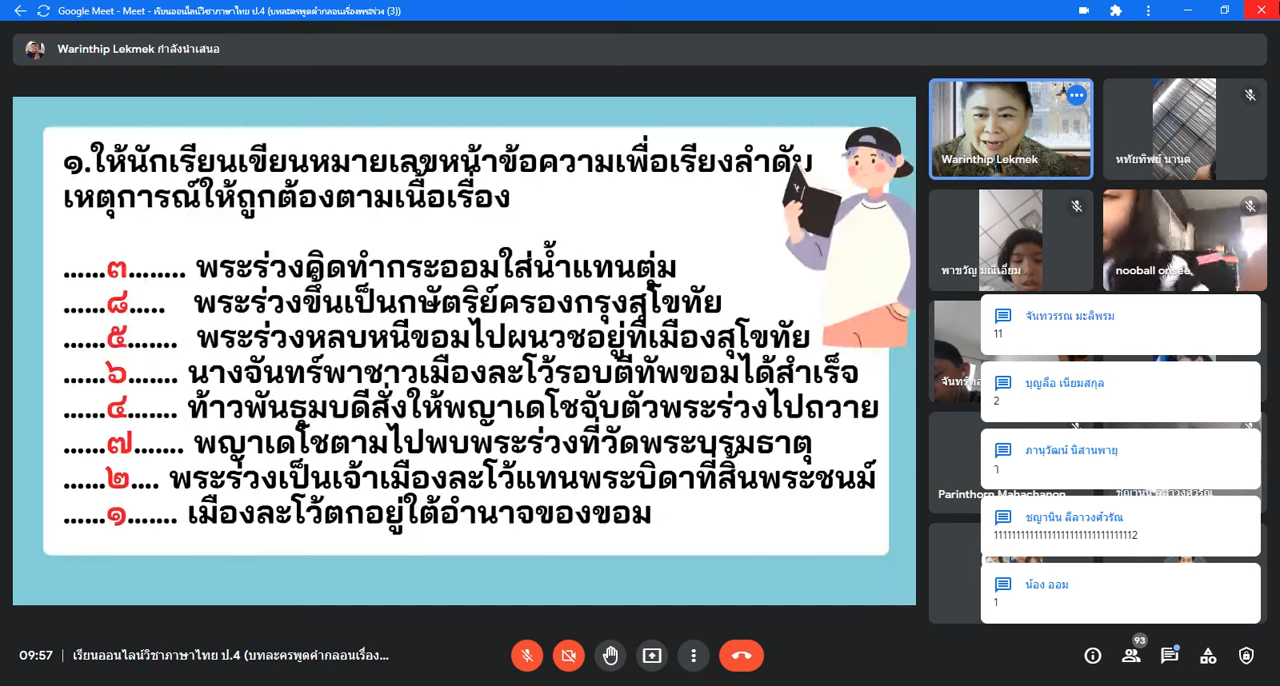 Google Meet - Meet - เรียนออนไลน์วิชาภาษาไทย ป.4 (บทละครพูดคำกลอนเรื่องพระร่วง (3))
Warinthip Lekmek กำลังนำเสนอ
๑.ให้นักเรียนเขียนหมายเลขหน้าข้อความเพื่อเรียงลำดับ
เหตุการณ์ให้ถูกต้องตามเนื้อเรื่อง
......๓........ พระร่วงคิดทำกระออมใส่น้ำแทนตุ่ม
......๘..... พระร่วงขึ้นเป็นกษัตริย์ครองกรุงสุโขทัย
......๕....... พระร่วงหลบหนีขอมไปผนวชอยู่ที่เมืองสุโขทัย
......๖....... นางจันทร์พาชาวเมืองละโว้รอบตีทัพขอมได้สำเร็จ
......๔....... ท้าวพันธุมบดีสั่งให้พญาเดโชจับตัวพระร่วงไปถวาย
......๗....... พญาเดโชตามไปพบพระร่วงที่วัดพระบรมธาตุ
......๒.... พระร่วงเป็นเจ้าเมืองละโว้แทนพระบิดาที่สิ้นพระชนม์
......๑....... เมืองละโว้ตกอยู่ใต้อำนาจของขอม
Warinthip Lekmek
หทัยทิพย์ นานุด
พาขวัญ มณีเอี่ยม
nooball onsee
จันทวรรณ มะลิพรม
11
บุญลือ เนียมสกุล
2
ภานุวัฒน์ นิสานพายุ
า
Parinthorn Mahachanon
ชญานิน ลีลาวงศ์วรัณ
1111111111111111111111111111111112
น้อง ออม
1
09:57
เรียนออนไลน์วิชาภาษาไทย ป.4 (บทละครพูดคำกลอนเรื่อง...
93